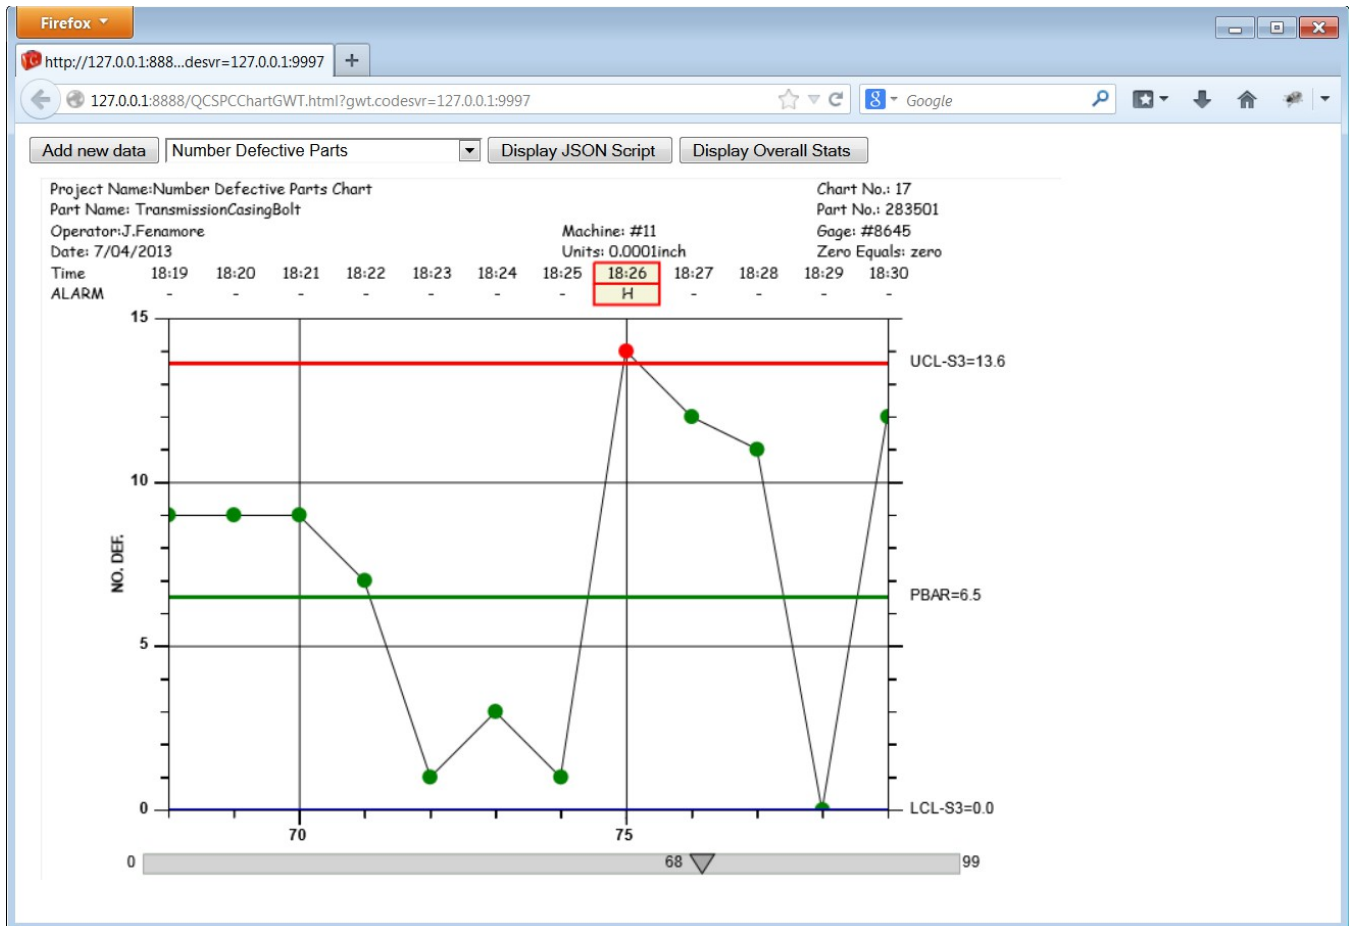 Firefox
http://127.0.0.1:888...desvr=127.0.0.1:9997
127.0.0.1:8888/QCSPCChartGWT.html?gwt.codesvr=127.0.0.1:9997
8 Google
Add new data Number Defective Parts Display JSON Script Display Overall Stats
Project Name:Number Defective Parts Chart Chart No.: 17
Part Name: TransmissionCasingBolt Part No.: 283501
Operator:J.Fenamore Machine: #11 Gage: #8645
Date: 7/04/2013 Units: 0.0001inch Zero Equals: zero
Time 18:19 18:20 18:21 18:22 18:23 18:24 18:25 18:26 18:27 18:28 18:29 18:30
ALARM - - - - - - - H - - - -
15
UCL-S3=13.6
10
NO. DEF.
PBAR=6.5
5
0 LCL-S3=0.0
70 75
0 68 99